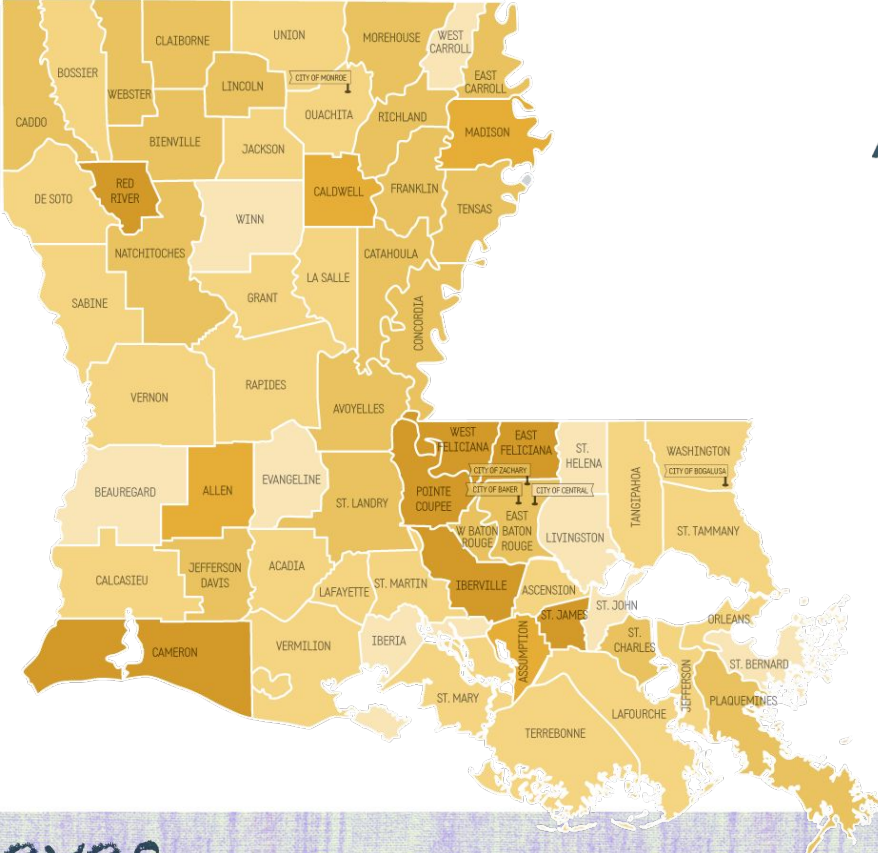 UNION
CLAIBORNE
MOREHOUSE
WEST
CARROLL
BOSSIER
CITY OF MONROE
WEBSTER
LINCOLN
EAST
CARROLL
CADDO
OUACHITA
RICHLAND
MADISON
BIENVILLE
JACKSON
RED
RIVER
DE SOTO
CALDWELL
FRANKLIN
TENSAS
WINN
NATCHITOCHES
CATAHOULA
LA SALLE
SABINE
GRANT
CONCORDIA
VERNON
RAPIDES
AVOYELLES
WEST
FELICIANA
EAST
FELICIANA
ST.
HELENA
TANGIPAHOA
WASHINGTON
CITY OF BOGALUSA
CITY OF ZACHARY
CITY OF BAKER
CITY OF CENTRAL
BEAUREGARD
ALLEN
EVANGELINE
ST. LANDRY
POINTE
COUPEE
W BATON
ROUGE
EAST
BATON
ROUGE
LIVINGSTON
ST. TAMMANY
CALCASIEU
JEFFERSON
DAVIS
ACADIA
LAFAYETTE
ST. MARTIN
IBERVILLE
ASCENSION
ST. JOHN
ST. JAMES
ORLEANS
CAMERON
VERMILION
IBERIA
ASSUMPTION
ST.
CHARLES
ST. BERNARD
JEFFERSON
PLAQUEMINES
ST. MARY
LAFOURCHE
TERREBONNE